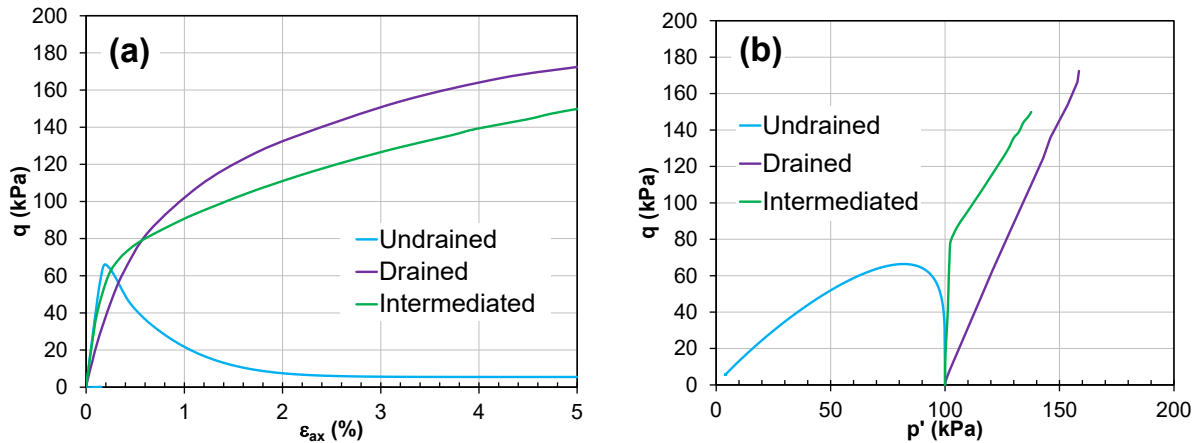 (a)
q (kPa)
200
180
160
140
120
100
80
60
40
20
0
Undrained
Drained
Intermediated
0 1 2 3 4 5
εax (%)
(b)
q (kPa)
200
180
160
140
120
100
80
60
40
20
0
Undrained
Drained
Intermediated
0 50 100 150 200
p' (kPa)